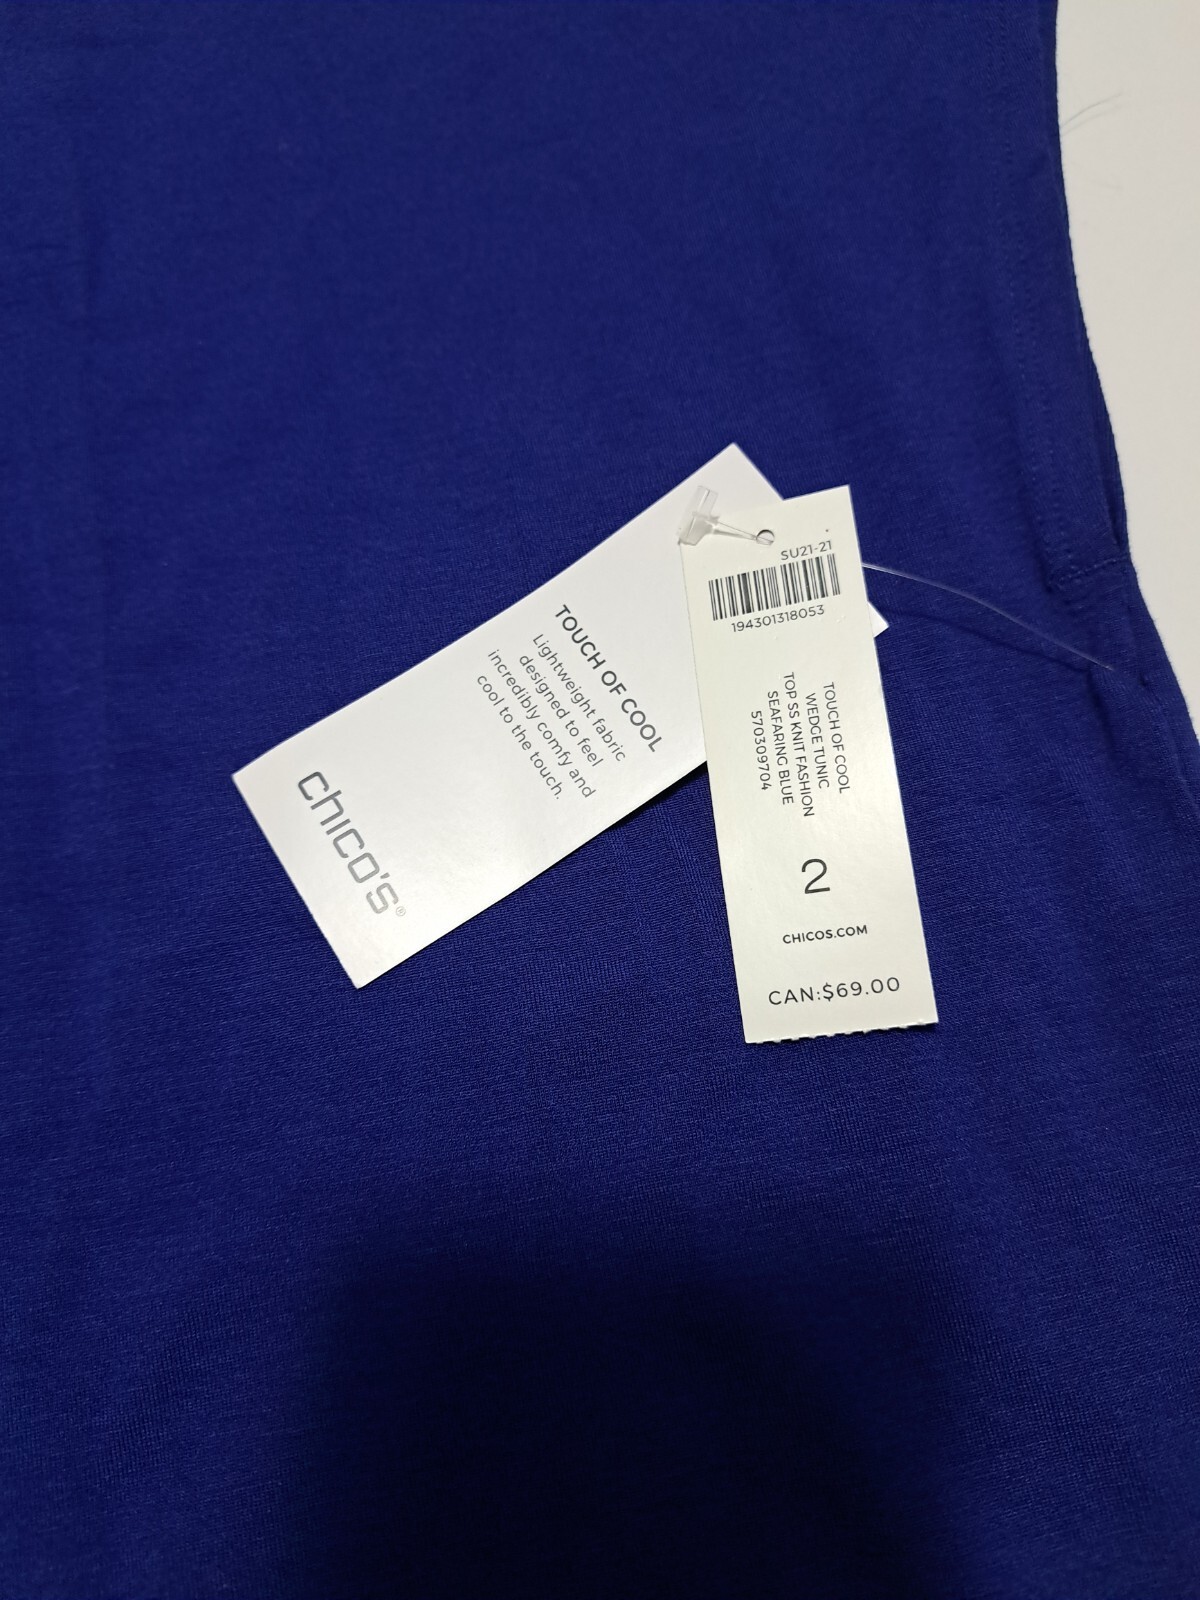 TOUCH OF COOL
Lightweight fabric
designed to feel
incredibly comfy and
cool to the touch.
chico's®
SU21-21
194301318053
TOUCH OF COOL
WEDGE TUNIC
TOP SS KNIT FASHION
SEAFARING BLUE
570309704
2
CHICOS.COM
CAN:$69.00